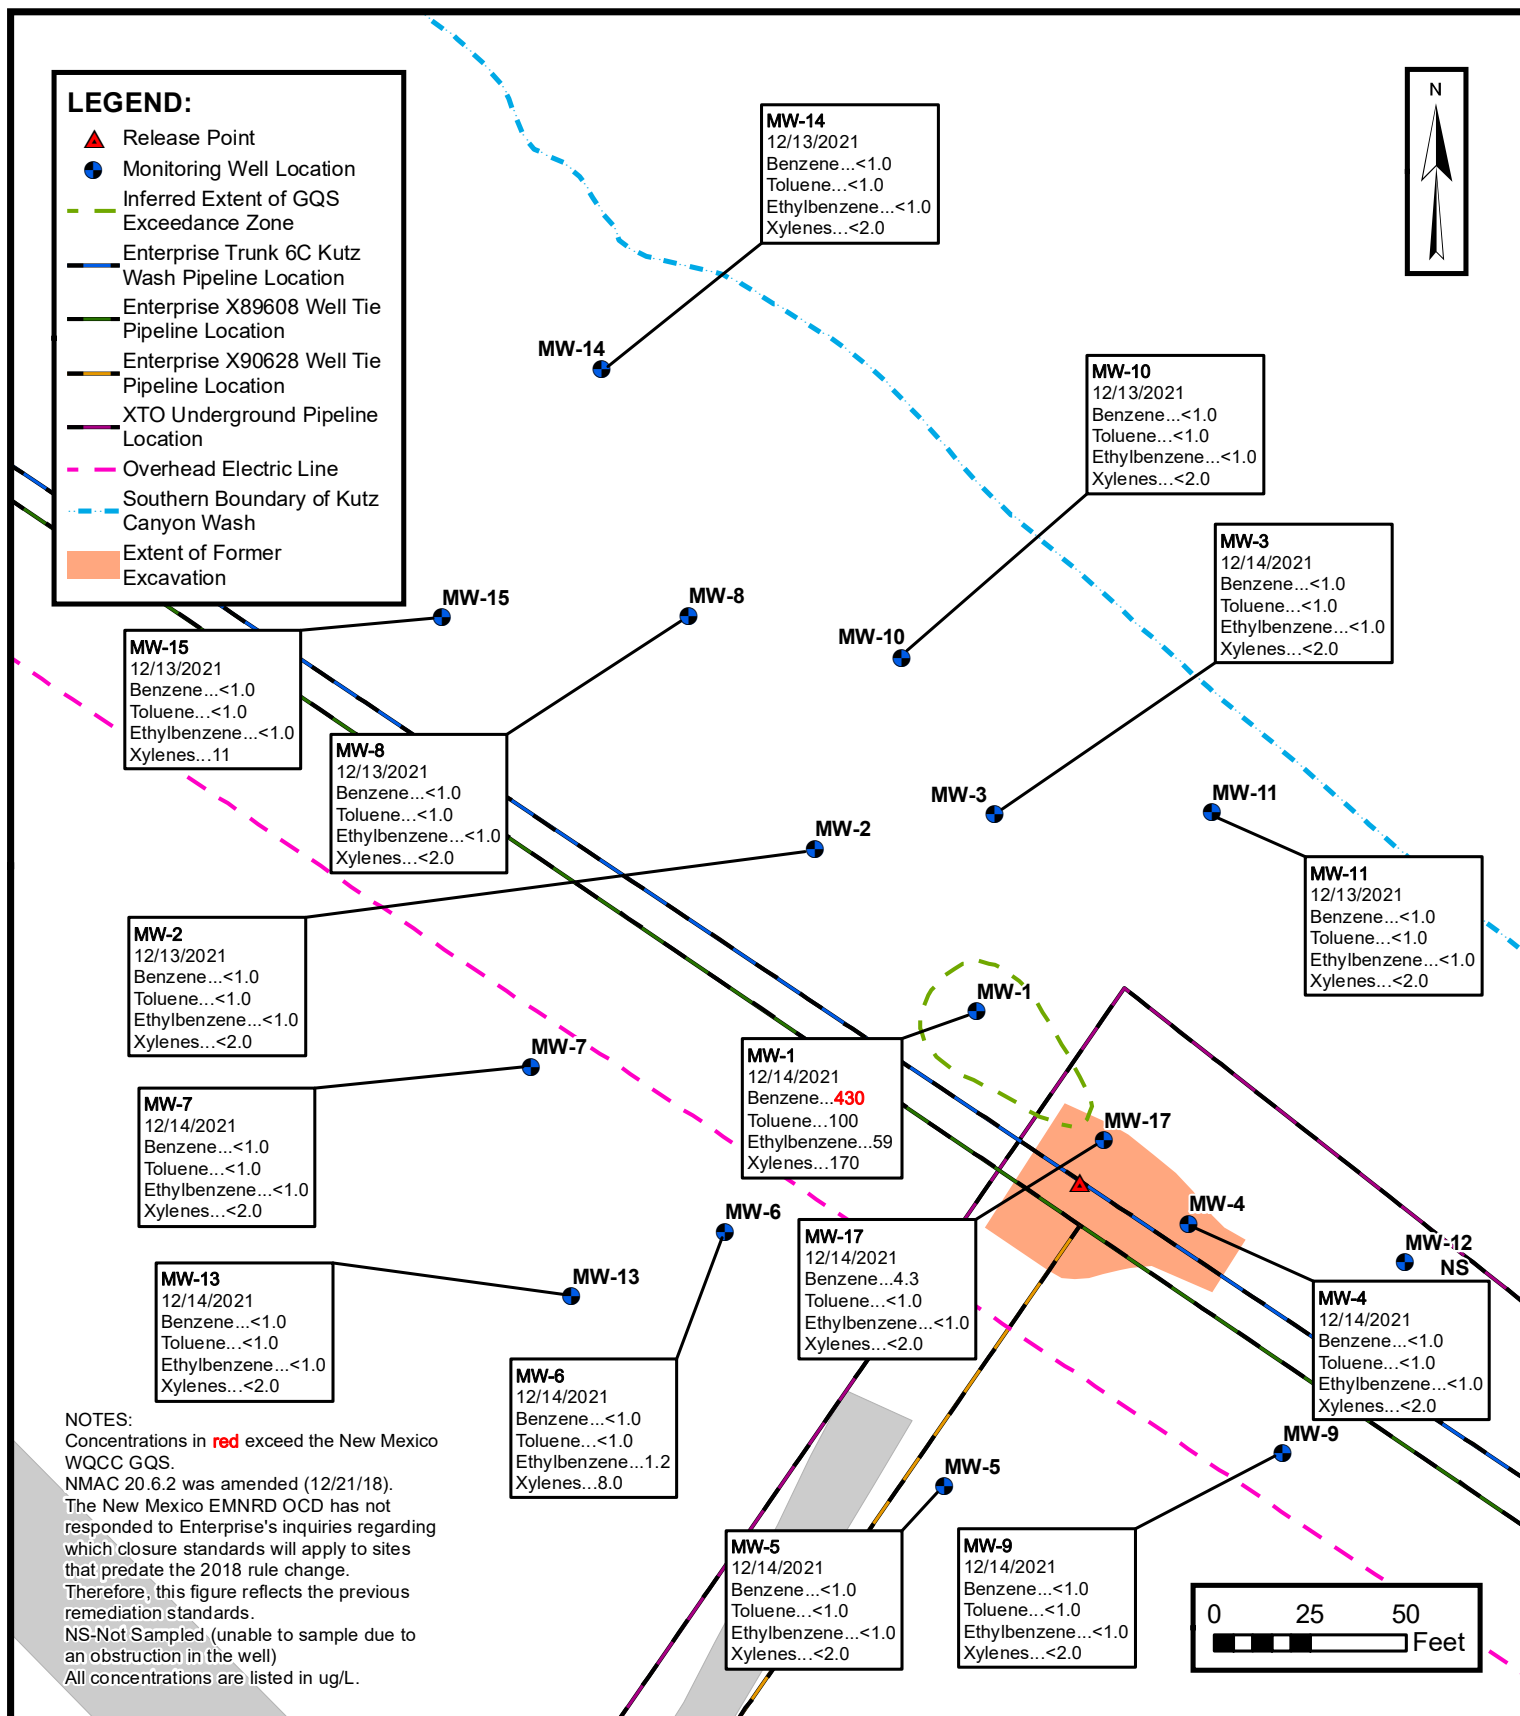 LEGEND:
Release Point
Monitoring Well Location
Inferred Extent of GQS
Exceedance Zone
Enterprise Trunk 6C Kutz
Wash Pipeline Location
Enterprise X89608 Well Tie
Pipeline Location
Enterprise X90628 Well Tie
Pipeline Location
XTO Underground Pipeline
Location
Overhead Electric Line
Southern Boundary of Kutz
Canyon Wash
Extent of Former
Excavation
N
MW-14
12/13/2021
Benzene...<1.0
Toluene...<1.0
Ethylbenzene...<1.0
Xylenes...<2.0
MW-14
MW-10
12/13/2021
Benzene...<1.0
Toluene...<1.0
Ethylbenzene...<1.0
Xylenes...<2.0
MW-3
12/14/2021
Benzene...<1.0
Toluene...<1.0
Ethylbenzene...<1.0
Xylenes...<2.0
MW-15
MW-8
MW-10
MW-15
12/13/2021
Benzene...<1.0
Toluene...<1.0
Ethylbenzene...<1.0
Xylenes...11
MW-8
12/13/2021
Benzene...<1.0
Toluene...<1.0
Ethylbenzene...<1.0
Xylenes...<2.0
MW-3
MW-11
MW-2
MW-11
12/13/2021
Benzene...<1.0
Toluene...<1.0
Ethylbenzene...<1.0
Xylenes...<2.0
MW-2
12/13/2021
Benzene...<1.0
Toluene...<1.0
Ethylbenzene...<1.0
Xylenes...<2.0
MW-1
MW-7
MW-1
12/14/2021
Benzene...430
Toluene...100
Ethylbenzene...59
Xylenes...170
MW-7
12/14/2021
Benzene...<1.0
Toluene...<1.0
Ethylbenzene...<1.0
Xylenes...<2.0
MW-17
MW-6
MW-4
MW-17
12/14/2021
Benzene...4.3
Toluene...<1.0
Ethylbenzene...<1.0
Xylenes...<2.0
MW-12
NS
MW-13
12/14/2021
Benzene...<1.0
Toluene...<1.0
Ethylbenzene...<1.0
Xylenes...<2.0
MW-13
MW-4
12/14/2021
Benzene...<1.0
Toluene...<1.0
Ethylbenzene...<1.0
Xylenes...<2.0
MW-6
12/14/2021
Benzene...<1.0
Toluene...<1.0
Ethylbenzene...1.2
Xylenes...8.0
MW-9
MW-5
NOTES:
Concentrations in red exceed the New Mexico
WQCC GQS.
NMAC 20.6.2 was amended (12/21/18).
The New Mexico EMNRD OCD has not
responded to Enterprise's inquiries regarding
which closure standards will apply to sites
that predate the 2018 rule change.
Therefore, this figure reflects the previous
remediation standards.
NS-Not Sampled (unable to sample due to
an obstruction in the well)
All concentrations are listed in ug/L.
MW-5
12/14/2021
Benzene...<1.0
Toluene...<1.0
Ethylbenzene...<1.0
Xylenes...<2.0
MW-9
12/14/2021
Benzene...<1.0
Toluene...<1.0
Ethylbenzene...<1.0
Xylenes...<2.0
0 25 50
Feet